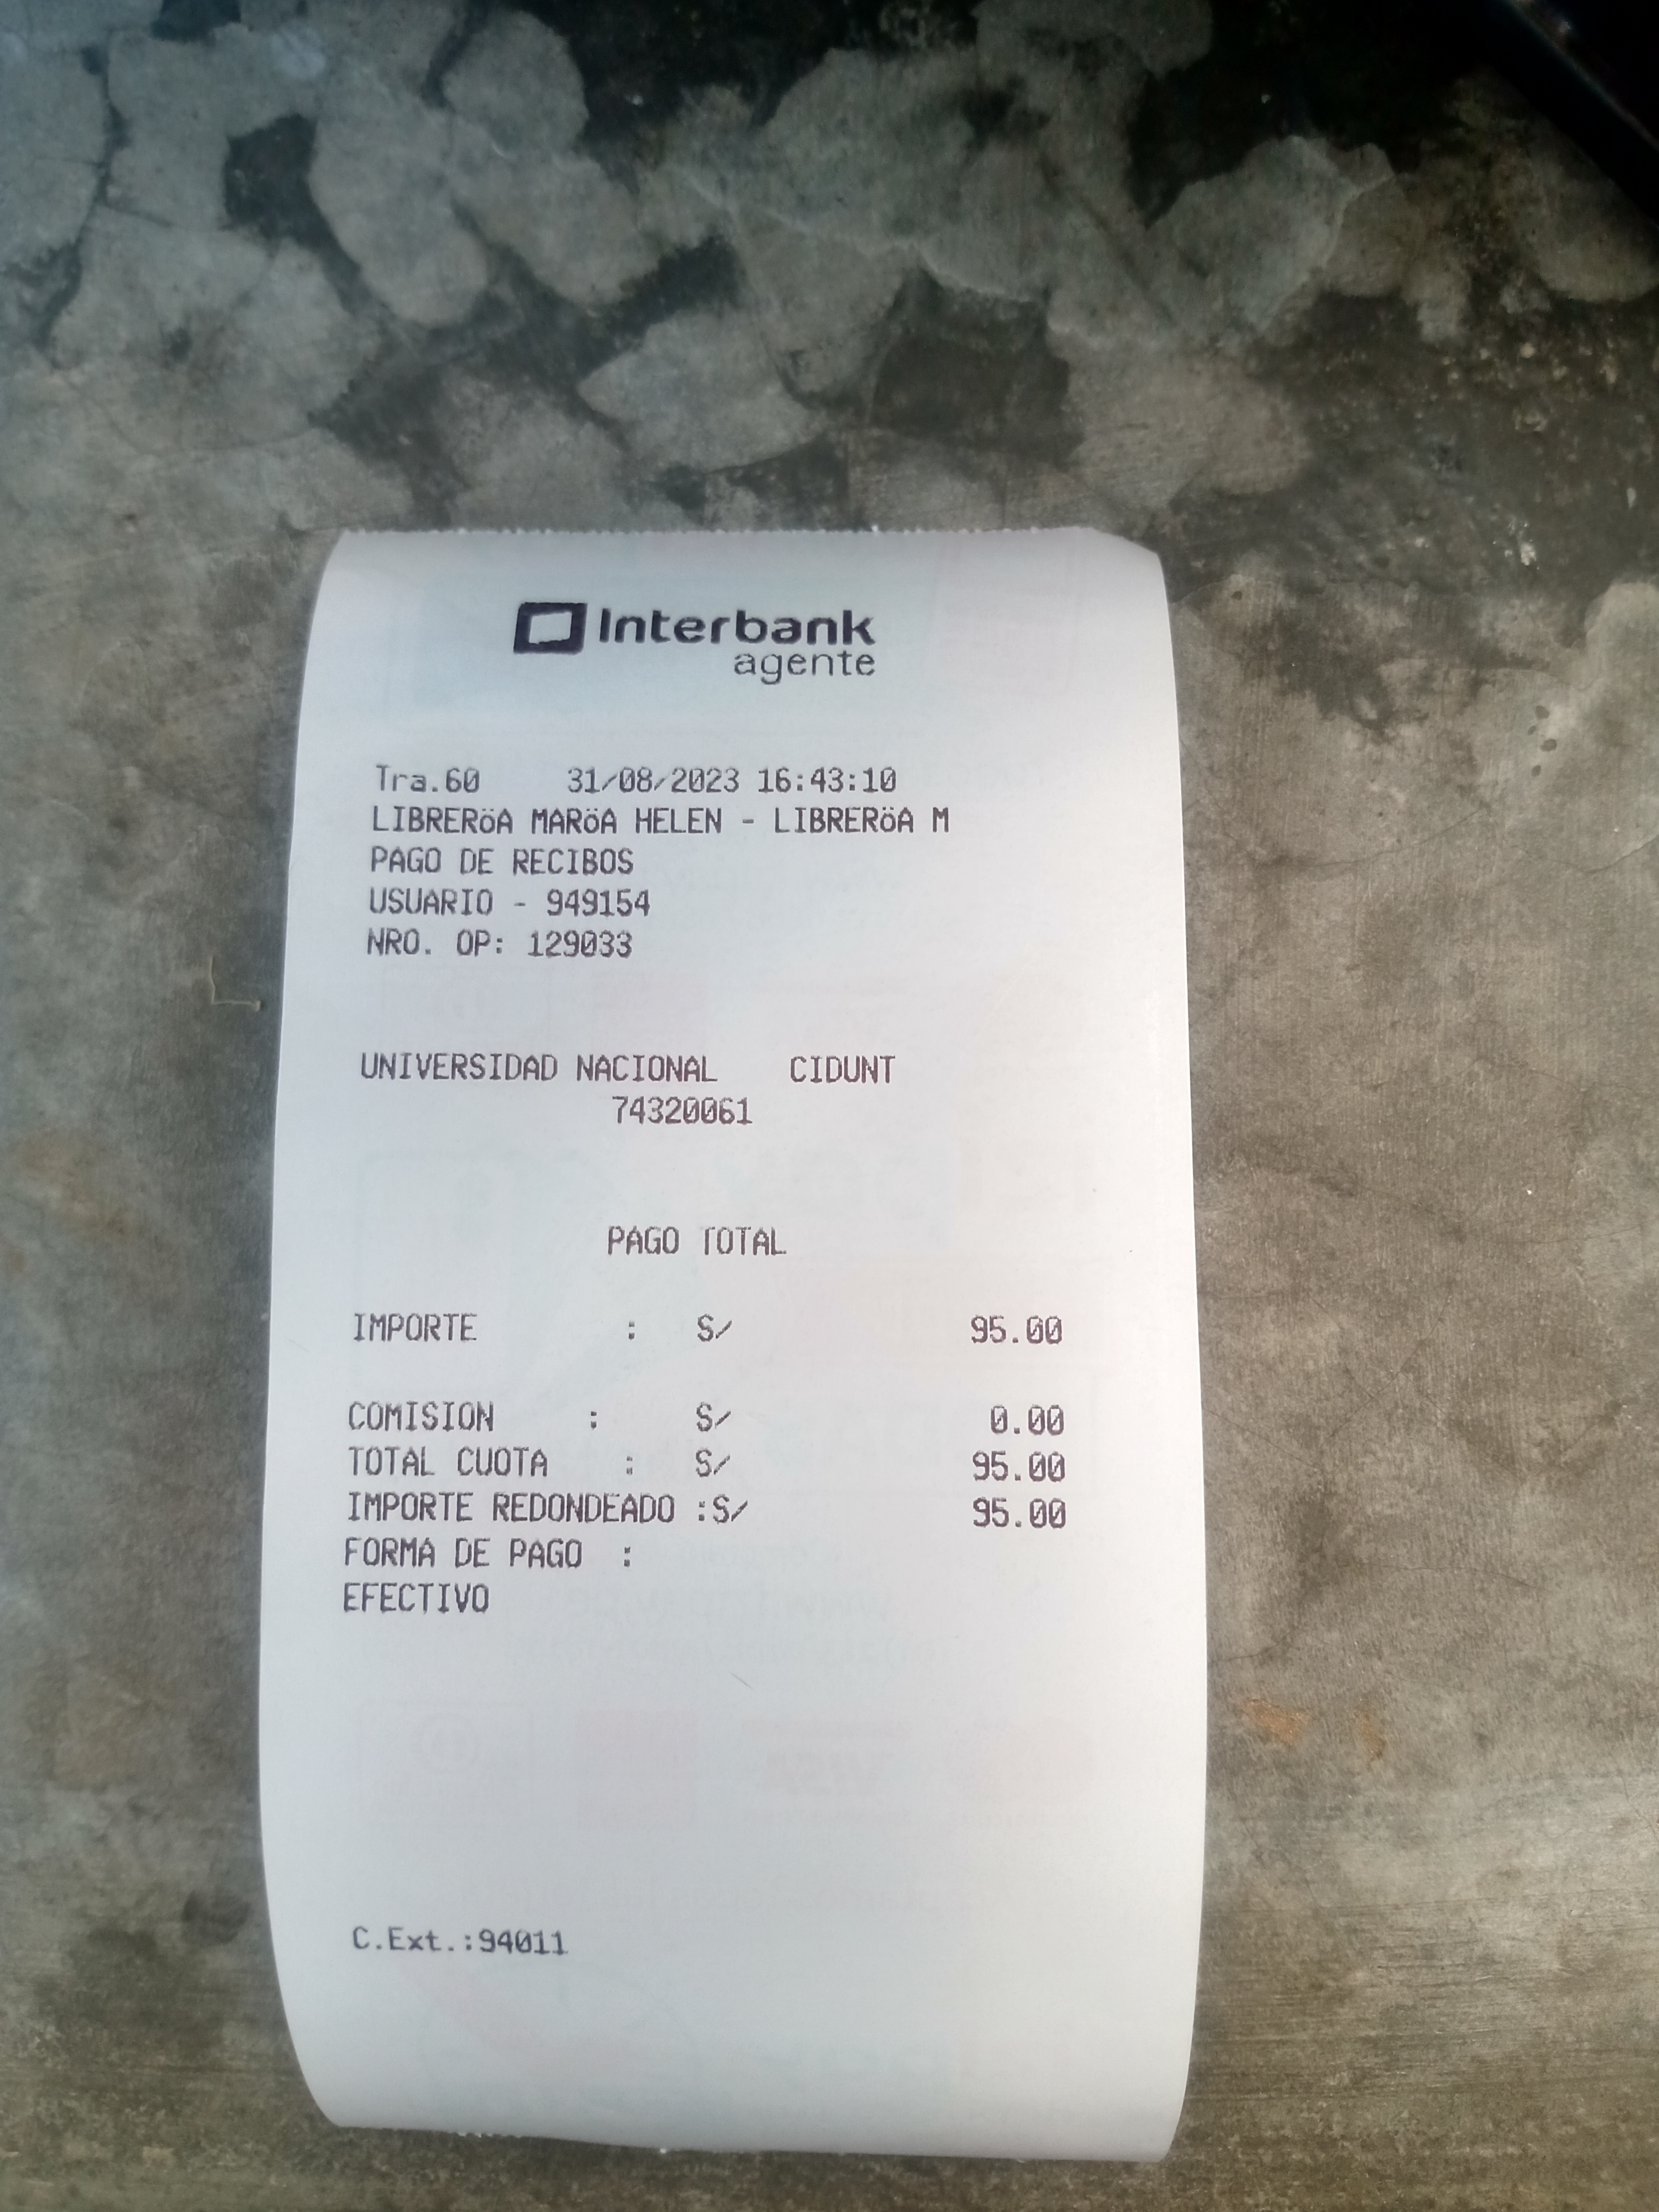 Interbank
agente
Tra.60 31/08/2023 16:43:10
LIBRERöA MARöA HELEN - LIBRERöA M
PAGO DE RECIBOS
USUARIO - 949154
NRO. OP: 129033
UNIVERSIDAD NACIONAL CIDUNT
74320061
PAGO TOTAL
IMPORTE : S/ 95.00
COMISION : S/ 0.00
TOTAL CUOTA : S/ 95.00
IMPORTE REDONDEADO :S/ 95.00
FORMA DE PAGO :
EFECTIVO
C.Ext.:94011